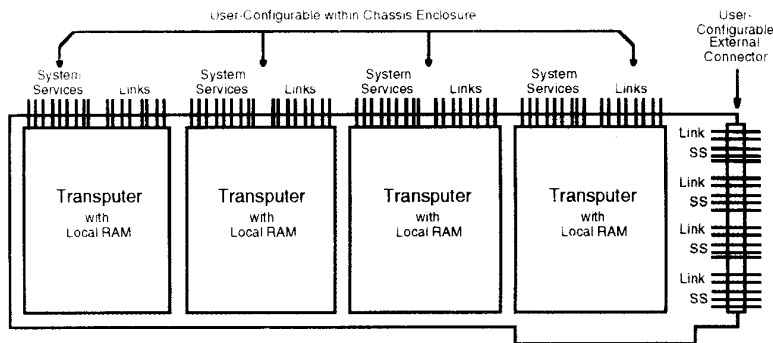 User-Configurable within Chassis Enclosure
User-
Configurable
External
Connector
System
Services
Links
System
Services
Links
System
Services
Links
System
Services
Links
Transputer
with
Local RAM
Transputer
with
Local RAM
Transputer
with
Local RAM
Transputer
with
Local RAM
Link
SS
Link
SS
Link
SS
Link
SS